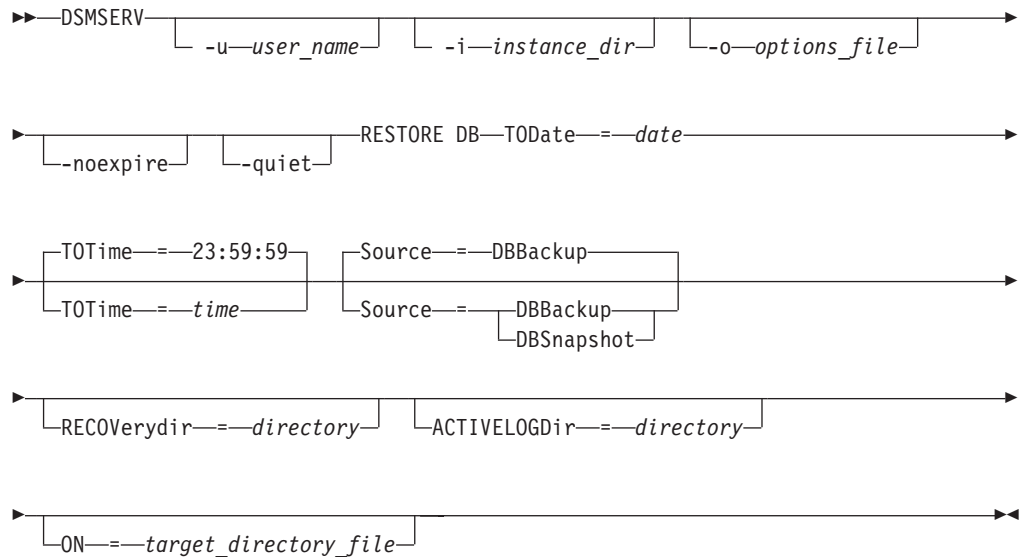 DSMSERV -u user_name -i instance_dir -o options_file
-noexpire -quiet RESTORE DB TODate = date
TOTime = 23:59:59 Source = DBBackup
TOTime = time Source = DBBackup
DBSnapshot
RECOVerydir = directory ACTIVELOGDir = directory
ON = target_directory_file